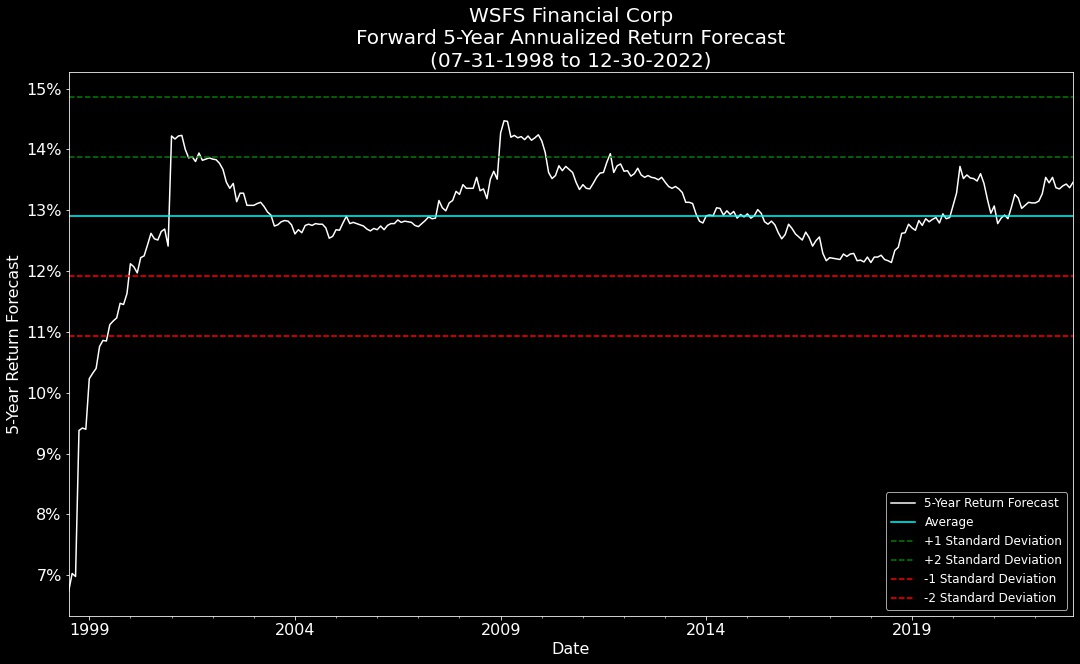 WSFS Financial Corp
Forward 5-Year Annualized Return Forecast
(07-31-1998 to 12-30-2022)
15%
14%
13%
12%
11%
10%
9%
8%
7%
5-Year Return Forecast
1999
2004
2009
2014
2019
Date
5-Year Return Forecast
Average
+1 Standard Deviation
+2 Standard Deviation
-1 Standard Deviation
-2 Standard Deviation